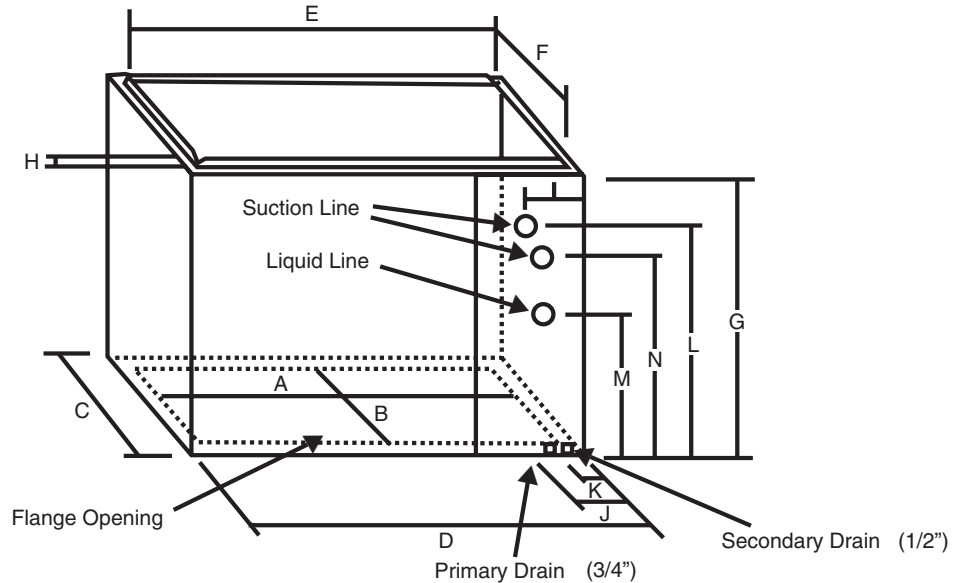 E
F
H
I
Suction Line
Liquid Line
G
L
N
M
A
B
C
K
J
Flange Opening
D
Secondary Drain (1/2”)
Primary Drain (3/4”)